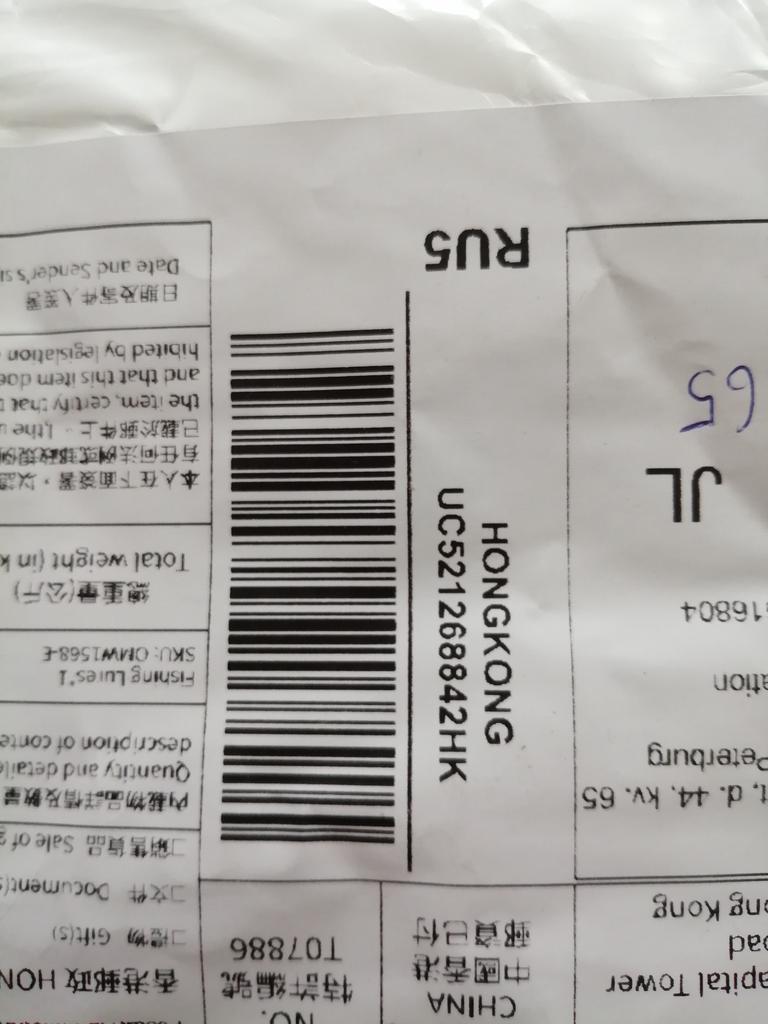 apital Tower
oad
ong Kong
t, d. 44, kv. 65
Peterburg
ation
16804
JL
65
CHINA
中國香港
郵資已付
NO.
特許編號
T07886
HONGKONG
UC521268842HK
RU5
香港郵政 HON
□禮物 Gift(s)
□文件 Document(s
□銷售貨品 Sale of g
內載物品詳情及數量
Quantity and detaile
description of conte
Fishing Lures*1
SKU: OMW1568-E
總重量(公斤)
Total weight (in k
本人在下面簽署，以證
有任何法例或郵政規例
已載於郵件上。I,the u
the item, certify that t
and that this item doe
hibited by legislation
日期及寄件人簽署
Date and Sender's si